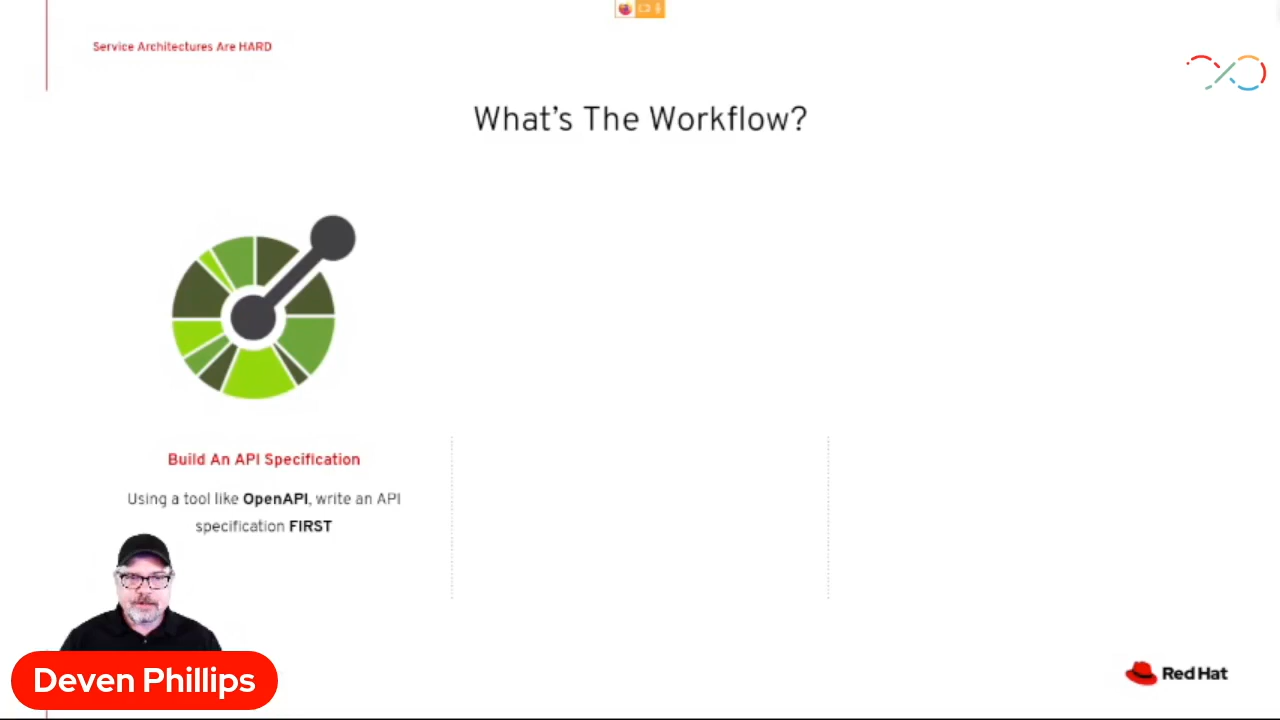 Service Architectures Are HARD
What's The Workflow?
Build An API Specification
Using a tool like OpenAPI, write an API
specification FIRST
Deven Phillips
Red Hat